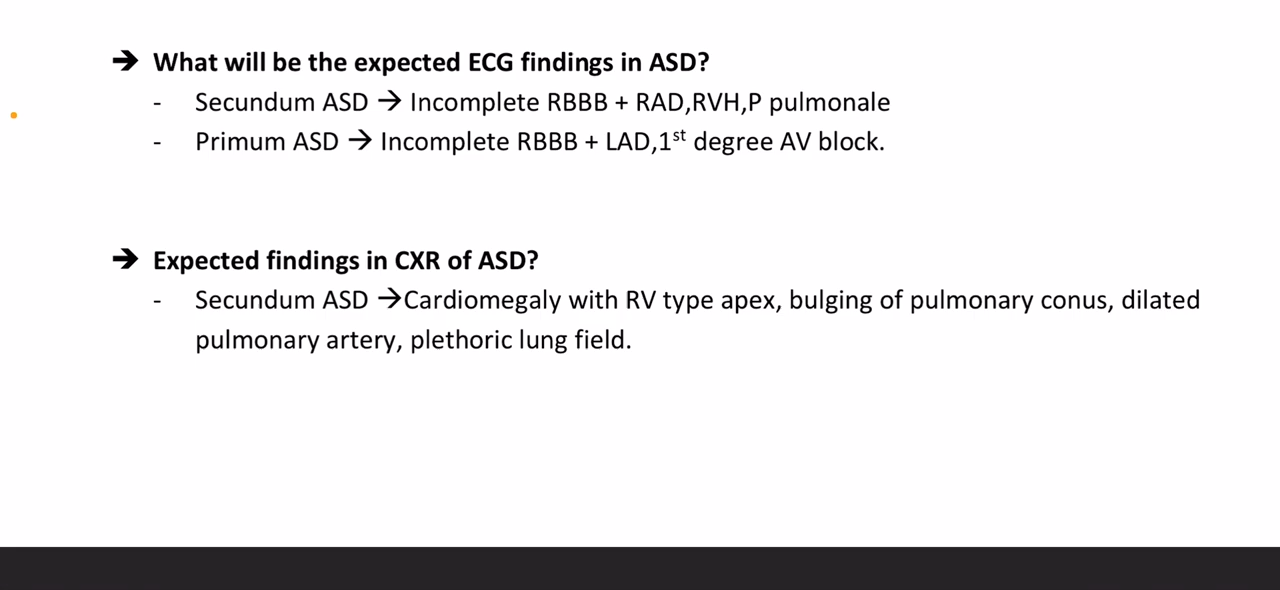 ➔ What will be the expected ECG findings in ASD?
- Secundum ASD → Incomplete RBBB + RAD,RVH,P pulmonale
- Primum ASD → Incomplete RBBB + LAD,1st degree AV block.
➔ Expected findings in CXR of ASD?
- Secundum ASD →Cardiomegaly with RV type apex, bulging of pulmonary conus, dilated
pulmonary artery, plethoric lung field.